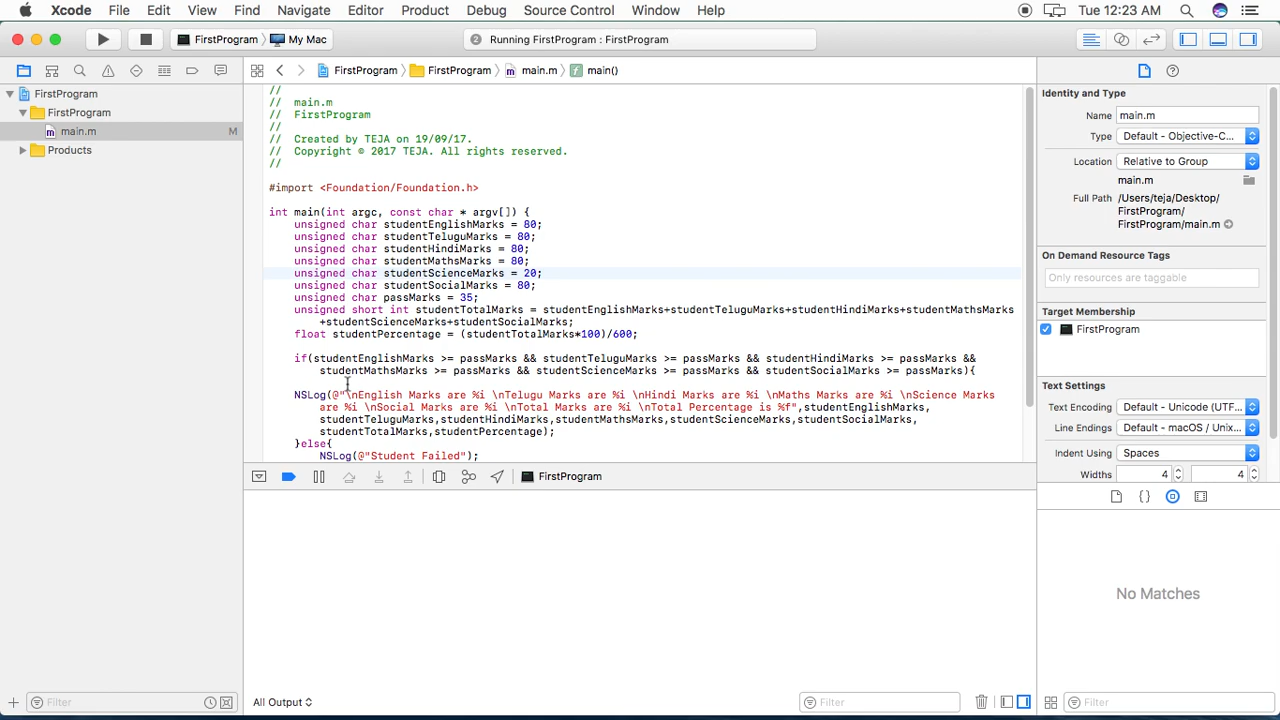 Xcode File Edit View Find Navigate Editor Product Debug Source Control Window Help Tue 12:23 AM
FirstProgram My Mac 2 Running FirstProgram : FirstProgram
FirstProgram FirstProgram main.m main()
FirstProgram
FirstProgram
main.m M
Products
//
// main.m
// FirstProgram
//
// Created by TEJA on 19/09/17.
// Copyright © 2017 TEJA. All rights reserved.
//
#import <Foundation/Foundation.h>
int main(int argc, const char * argv[]) {
unsigned char studentEnglishMarks = 80;
unsigned char studentTeluguMarks = 80;
unsigned char studentHindiMarks = 80;
unsigned char studentMathsMarks = 80;
unsigned char studentScienceMarks = 20;
unsigned char studentSocialMarks = 80;
unsigned char passMarks = 35;
unsigned short int studentTotalMarks = studentEnglishMarks+studentTeluguMarks+studentHindiMarks+studentMathsMarks
+studentScienceMarks+studentSocialMarks;
float studentPercentage = (studentTotalMarks*100)/600;
if(studentEnglishMarks >= passMarks && studentTeluguMarks >= passMarks && studentHindiMarks >= passMarks &&
studentMathsMarks >= passMarks && studentScienceMarks >= passMarks && studentSocialMarks >= passMarks){
NSLog(@"\nEnglish Marks are %i \nTelugu Marks are %i \nHindi Marks are %i \nMaths Marks are %i \nScience Marks
are %i \nSocial Marks are %i \nTotal Marks are %i \nTotal Percentage is %f",studentEnglishMarks,
studentTeluguMarks,studentHindiMarks,studentMathsMarks,studentScienceMarks,studentSocialMarks,
studentTotalMarks,studentPercentage);
}else{
NSLog(@"Student Failed");
FirstProgram
All Output
Filter
Filter
Identity and Type
Name main.m
Type Default - Objective-C...
Location Relative to Group
main.m
Full Path /Users/teja/Desktop/
FirstProgram/
FirstProgram/main.m
On Demand Resource Tags
Only resources are taggable
Target Membership
FirstProgram
Text Settings
Text Encoding Default - Unicode (UTF...
Line Endings Default - macOS / Unix...
Indent Using Spaces
Widths 4 4
No Matches
Filter